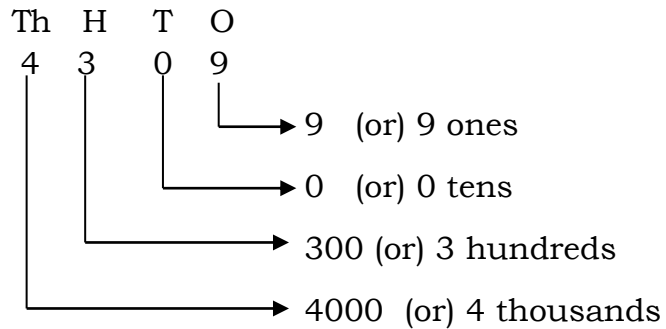 Th H T O
4 3 0 9
9 (or) 9 ones
0 (or) 0 tens
300 (or) 3 hundreds
4000 (or) 4 thousands